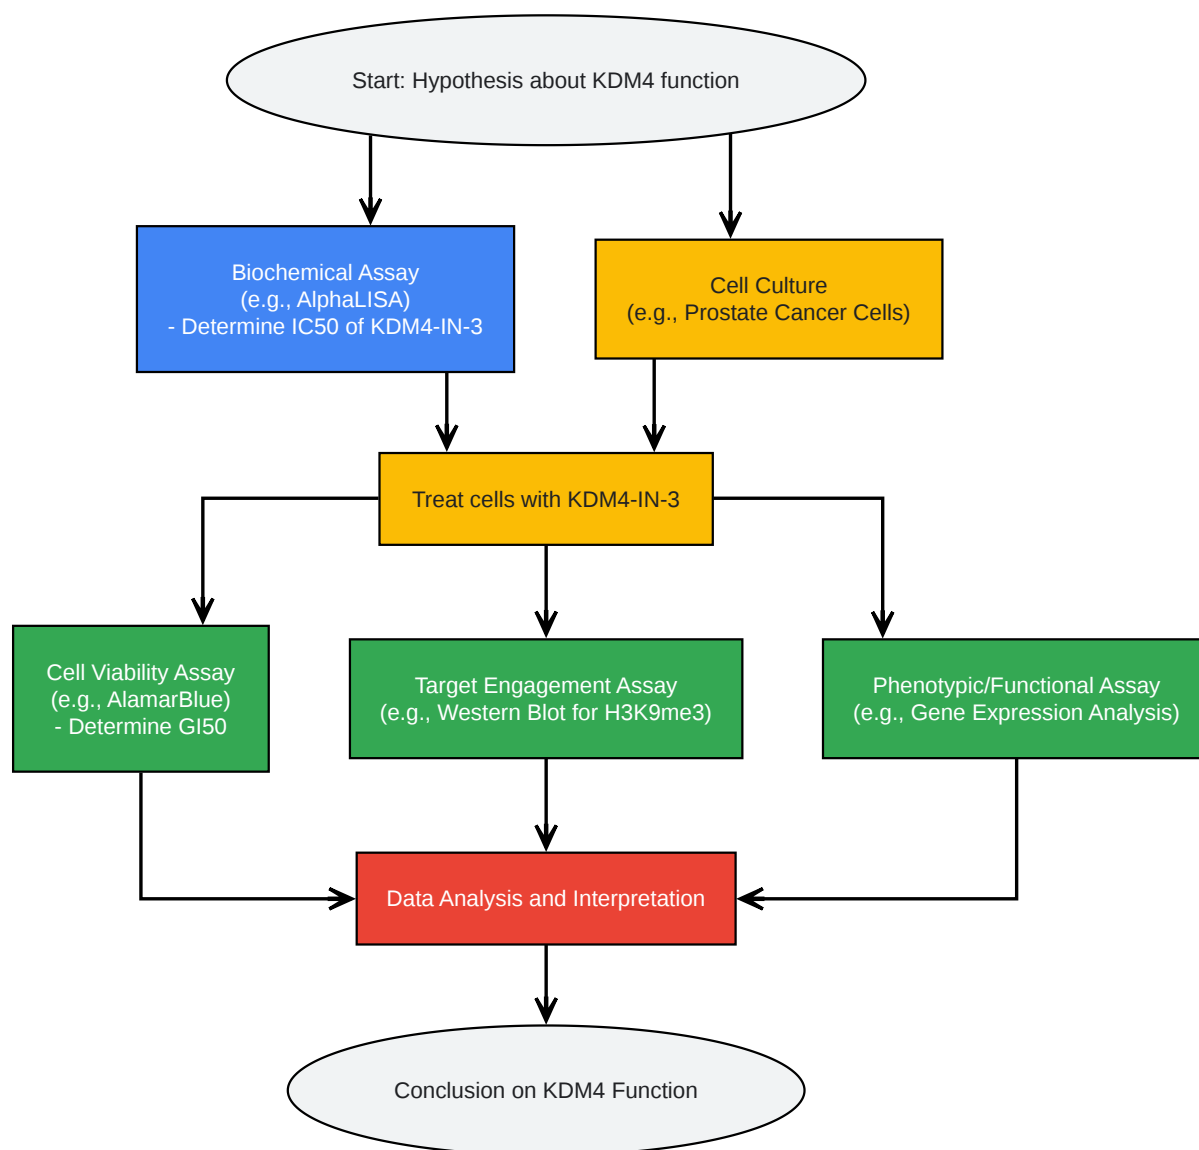 Start: Hypothesis about KDM4 function
Biochemical Assay
(e.g., AlphaLISA)
- Determine IC50 of KDM4-IN-3
Cell Culture
(e.g., Prostate Cancer Cells)
Treat cells with KDM4-IN-3
Cell Viability Assay
(e.g., AlamarBlue)
- Determine GI50
Target Engagement Assay
(e.g., Western Blot for H3K9me3)
Phenotypic/Functional Assay
(e.g., Gene Expression Analysis)
Data Analysis and Interpretation
Conclusion on KDM4 Function